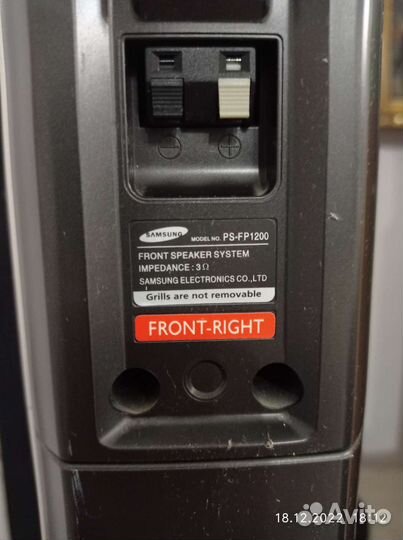 SAMSUNG MODEL NO. PS-FP1200
FRONT SPEAKER SYSTEM
IMPEDANCE : 3Ω
SAMSUNG ELECTRONICS CO.,LTD
Grills are not removable
FRONT-RIGHT
18.12.2022 18:12
Avito